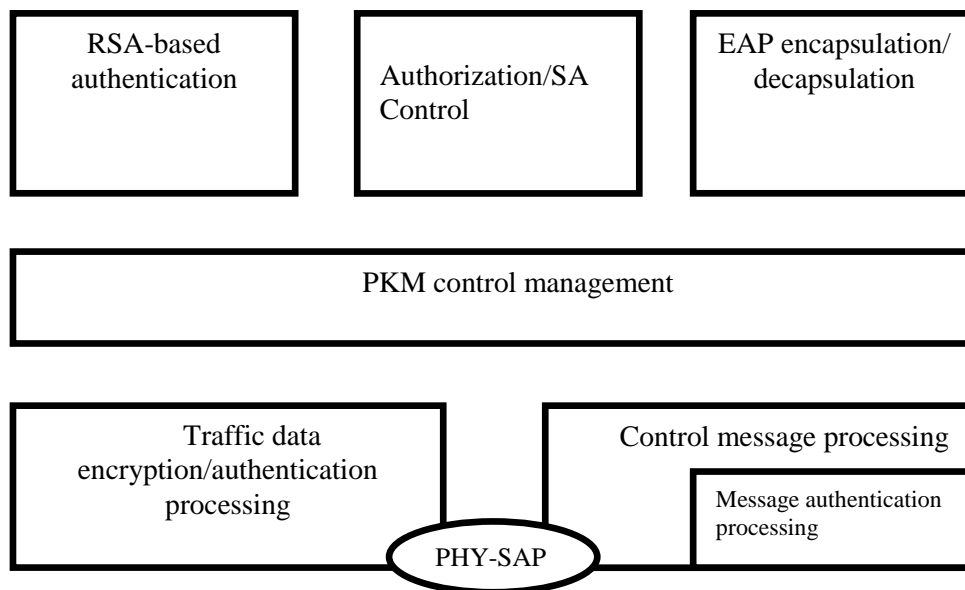 RSA-based
authentication
Authorization/SA
Control
EAP encapsulation/
decapsulation
PKM control management
Traffic data
encryption/authentication
processing
Control message processing
Message authentication
processing
PHY-SAP